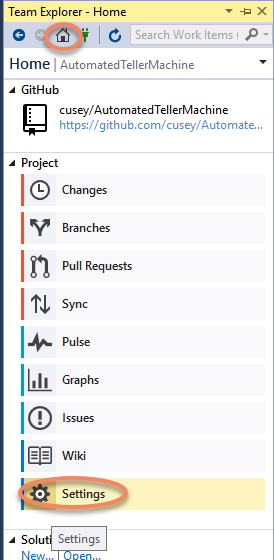 Team Explorer - Home
Search Work Items (
Home | AutomatedTellerMachine
GitHub
cusey/AutomatedTellerMachine
https://github.com/cusey/Automate...
Project
Changes
Branches
Pull Requests
Sync
Pulse
Graphs
Issues
Wiki
Settings
Settings
Solutio
New... | Open...